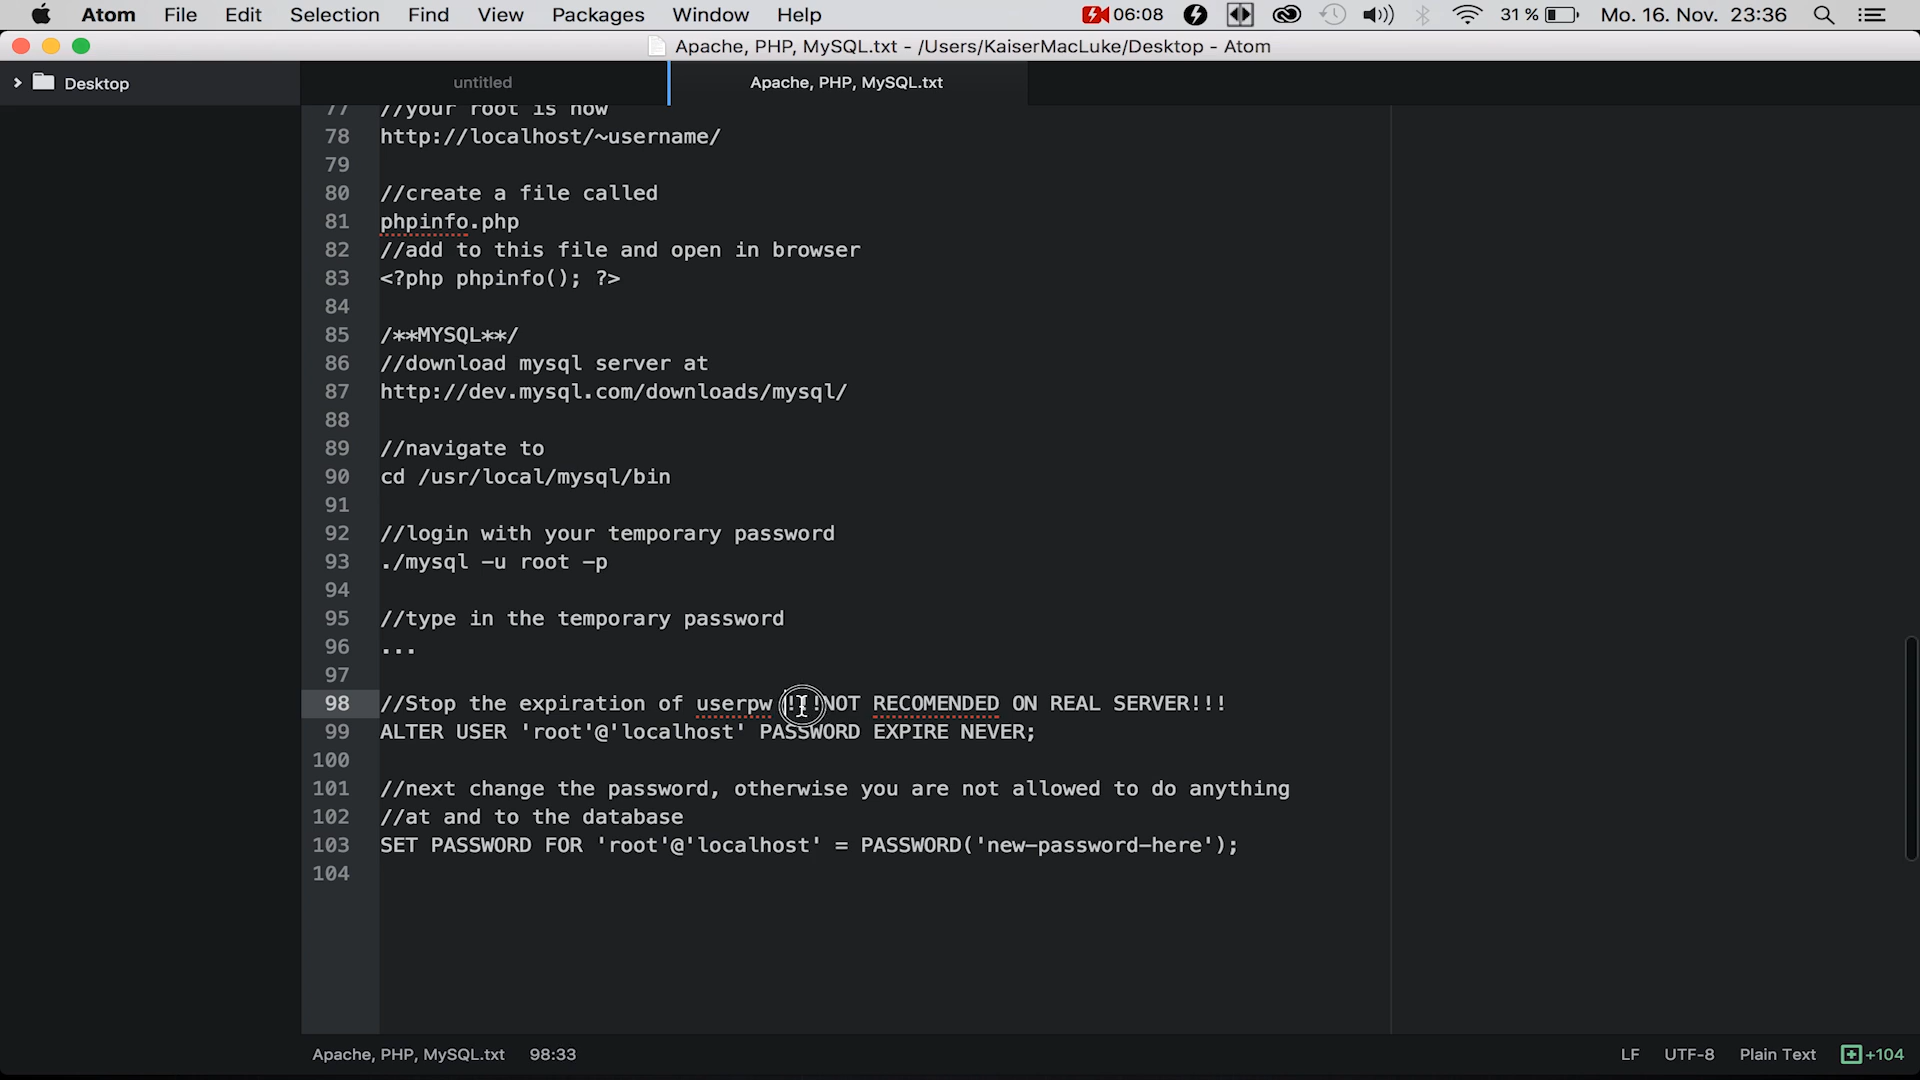 Atom File Edit Selection Find View Packages Window Help 06:08 31 % Mo. 16. Nov. 23:36
Apache, PHP, MySQL.txt - /Users/KaiserMacLuke/Desktop - Atom
Desktop
untitled
Apache, PHP, MySQL.txt
77 //your root is now
78 http://localhost/~username/
79
80 //create a file called
81 phpinfo.php
82 //add to this file and open in browser
83 <?php phpinfo(); ?>
84
85 /**MYSQL**/
86 //download mysql server at
87 http://dev.mysql.com/downloads/mysql/
88
89 //navigate to
90 cd /usr/local/mysql/bin
91
92 //login with your temporary password
93 ./mysql -u root -p
94
95 //type in the temporary password
96 ...
97
98 //Stop the expiration of userpw !!!NOT RECOMENDED ON REAL SERVER!!!
99 ALTER USER 'root'@'localhost' PASSWORD EXPIRE NEVER;
100
101 //next change the password, otherwise you are not allowed to do anything
102 //at and to the database
103 SET PASSWORD FOR 'root'@'localhost' = PASSWORD('new-password-here');
104
Apache, PHP, MySQL.txt 98:33 LF UTF-8 Plain Text +104